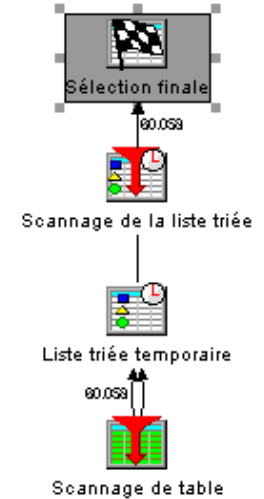 Sélection finale
60.058
Scannage de la liste triée
Liste triée temporaire
60.058
Scannage de table